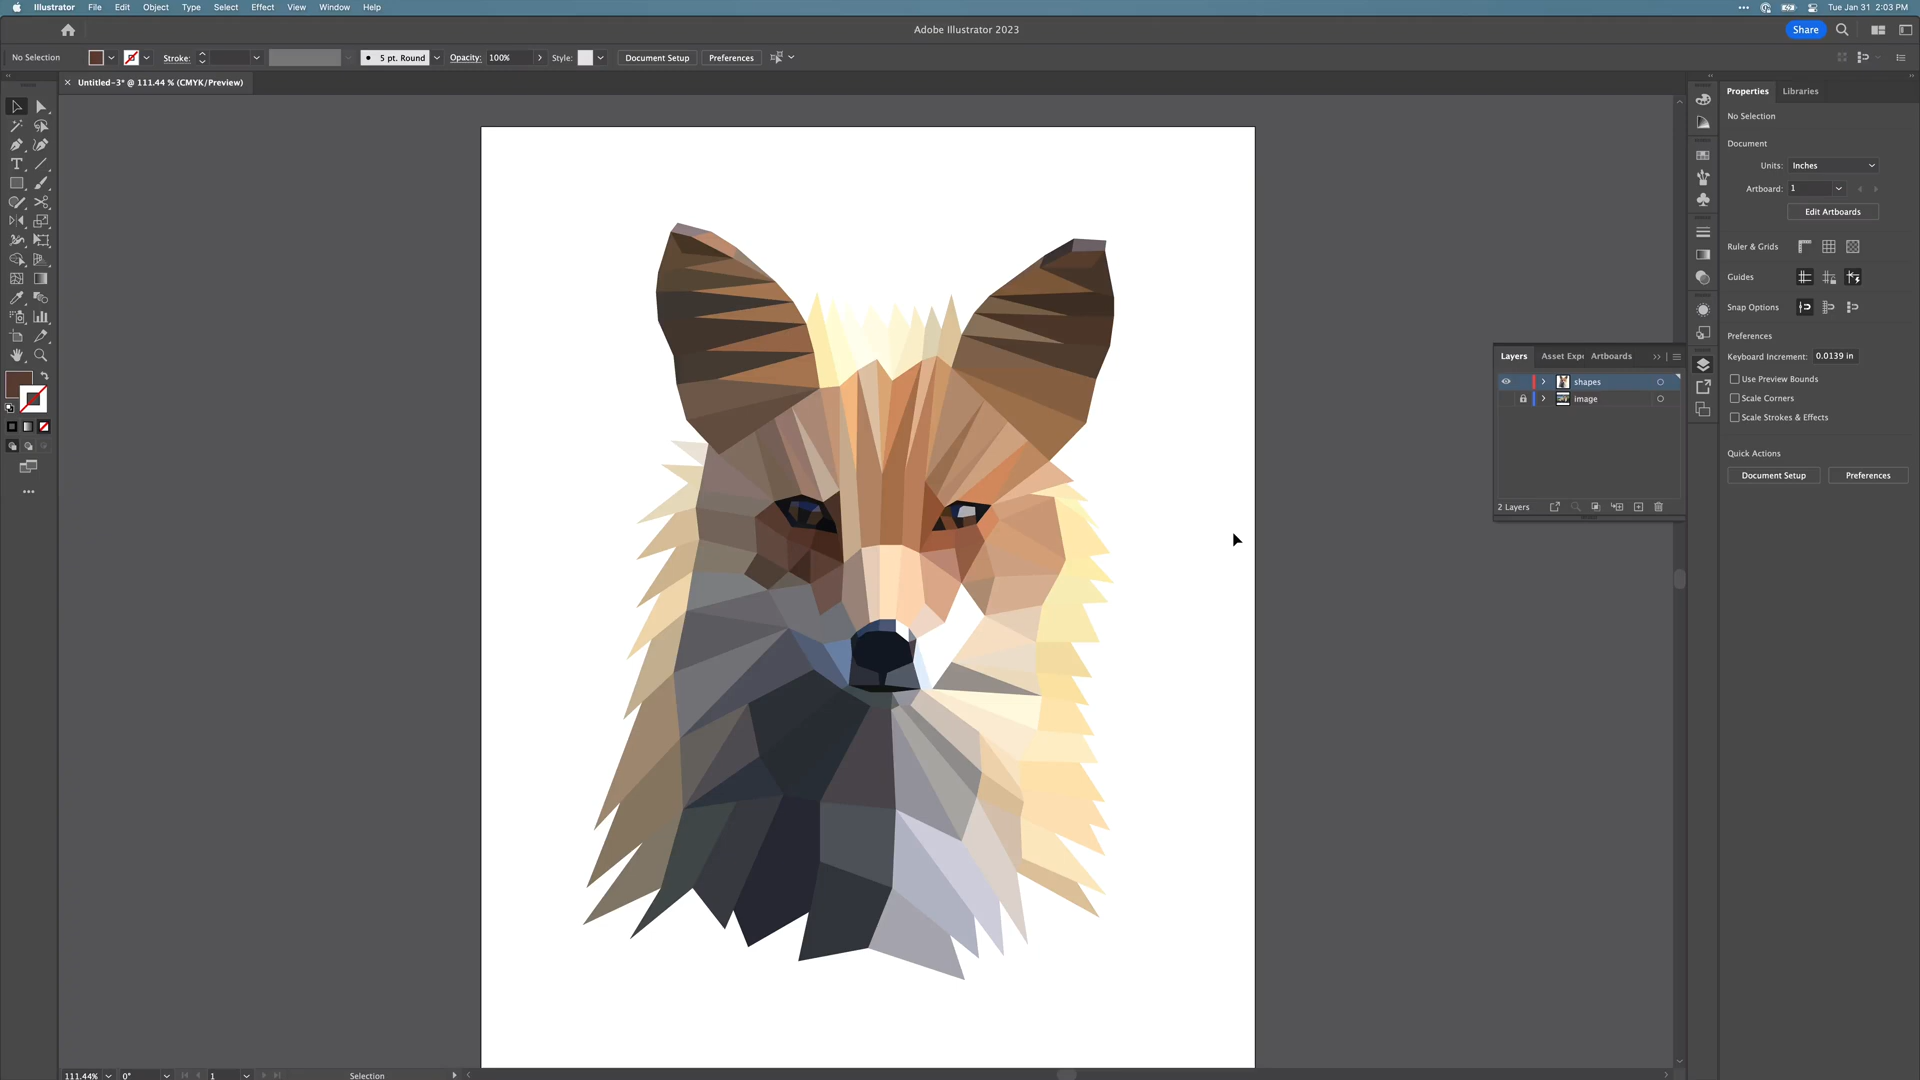 Illustrator File Edit Object Type Select Effect View Window Help
Tue Jan 31 2:03 PM
Adobe Illustrator 2023
Share
No Selection
Stroke:
5 pt. Round
Opacity: 100%
Style:
Document Setup
Preferences
Untitled-3* @ 111.44 % (CMYK/Preview)
Properties
Libraries
No Selection
Document
Units: Inches
Artboard: 1
Edit Artboards
Ruler & Grids
Guides
Snap Options
Preferences
Keyboard Increment: 0.0139 in
Use Preview Bounds
Scale Corners
Scale Strokes & Effects
Quick Actions
Document Setup
Preferences
Layers
Asset Exp
Artboards
shapes
image
2 Layers
111.44%
0°
1
Selection